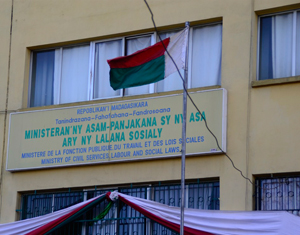 REPOBLIKAN'I MADAGASIKARA
Tanindrazana-Fahafahana-Fandrosoana
MINISTERAN'NY ASAM-PANJAKANA SY NY ASA
ARY NY LALANA SOSIALY
MINISTERE DE LA FONCTION PUBLIQUE, DU TRAVAIL ET DES LOIS SOCIALES
MINISTRY OF CIVIL SERVICES, LABOUR AND SOCIAL LAWS